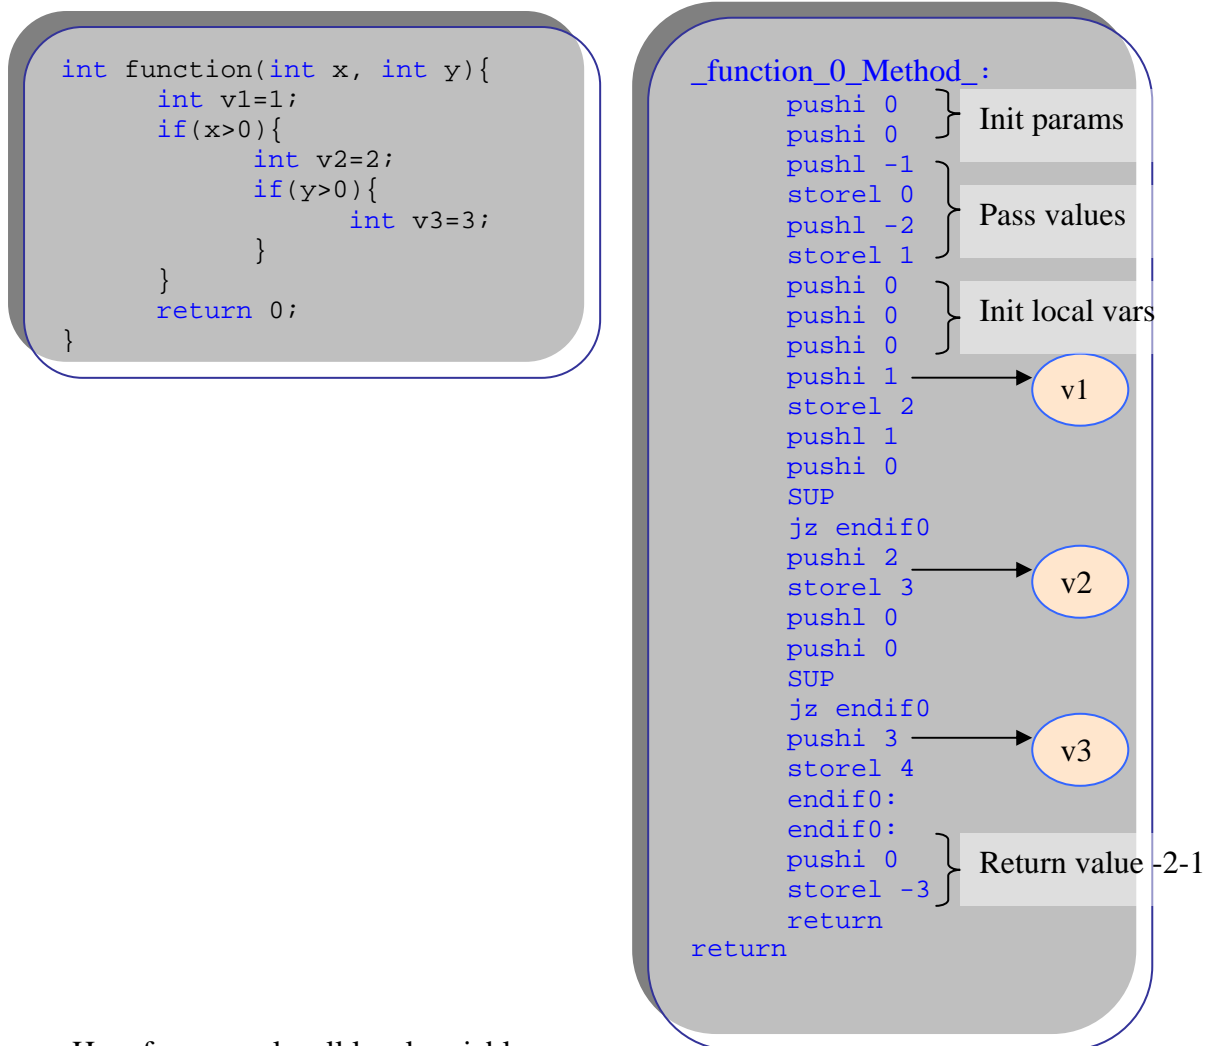 int function(int x, int y){
int v1=1;
if(x>0){
int v2=2;
if(y>0){
int v3=3;
}
}
return 0;
}
_function_0_Method_:
pushi 0
pushi 0
Init params
pushl -1
storel 0
pushl -2
storel 1
Pass values
pushi 0
pushi 0
pushi 0
Init local vars
pushi 1
v1
storel 2
pushl 1
pushi 0
SUP
jz endif0
pushi 2
v2
storel 3
pushl 0
pushi 0
SUP
jz endif0
pushi 3
v3
storel 4
endif0:
endif0:
pushi 0
storel -3
Return value -2-1
return
return